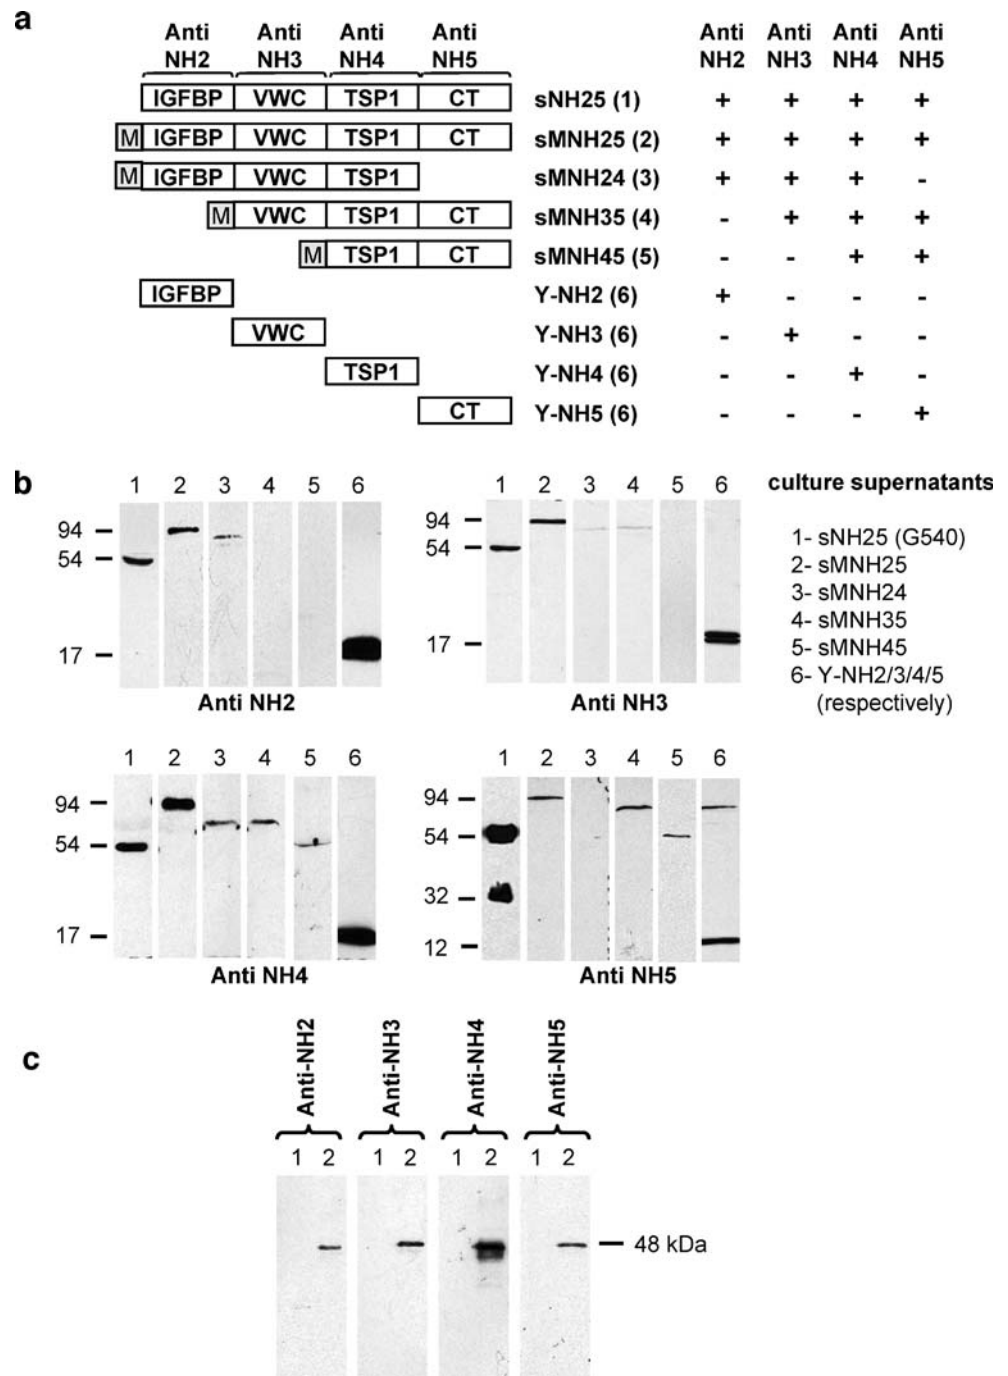 a
Anti Anti Anti Anti Anti Anti Anti Anti
NH2 NH3 NH4 NH5 NH2 NH3 NH4 NH5
IGFBP VWC TSP1 CT sNH25 (1) + + + +
M IGFBP VWC TSP1 CT sMNH25 (2) + + + +
M IGFBP VWC TSP1 sMNH24 (3) + + + -
M VWC TSP1 CT sMNH35 (4) - + + +
M TSP1 CT sMNH45 (5) - - + +
IGFBP Y-NH2 (6) + - - -
VWC Y-NH3 (6) - + - -
TSP1 Y-NH4 (6) - - + -
CT Y-NH5 (6) - - - +
b
1 2 3 4 5 6
94
54
17
Anti NH2
1 2 3 4 5 6
94
54
17
Anti NH3
culture supernatants
1- sNH25 (G540)
2- sMNH25
3- sMNH24
4- sMNH35
5- sMNH45
6- Y-NH2/3/4/5
(respectively)
1 2 3 4 5 6
94
54
17
Anti NH4
1 2 3 4 5 6
94
54
32
12
Anti NH5
c
Anti-NH2 Anti-NH3 Anti-NH4 Anti-NH5
1 2 1 2 1 2 1 2
48 kDa